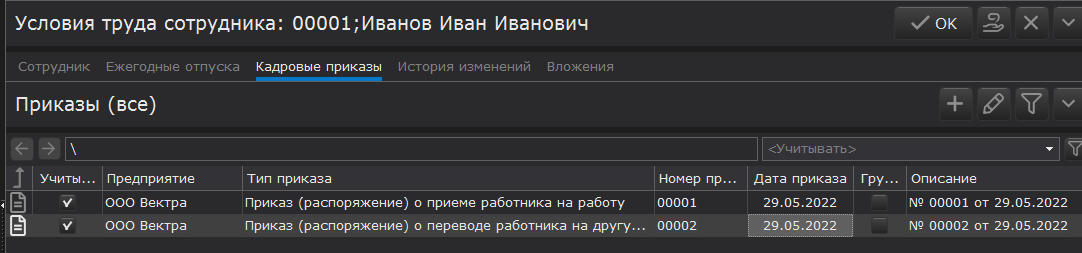 Условия труда сотрудника: 00001;Иванов Иван Иванович OK
Сотрудник Ежегодные отпуска Кадровые приказы История изменений Вложения
Приказы (все)
\ <Учитывать>
Учиты... Предприятие Тип приказа Номер пр... Дата приказа Гру... Описание
ООО Вектра Приказ (распоряжение) о приеме работника на работу 00001 29.05.2022 № 00001 от 29.05.2022
ООО Вектра Приказ (распоряжение) о переводе работника на другу... 00002 29.05.2022 № 00002 от 29.05.2022